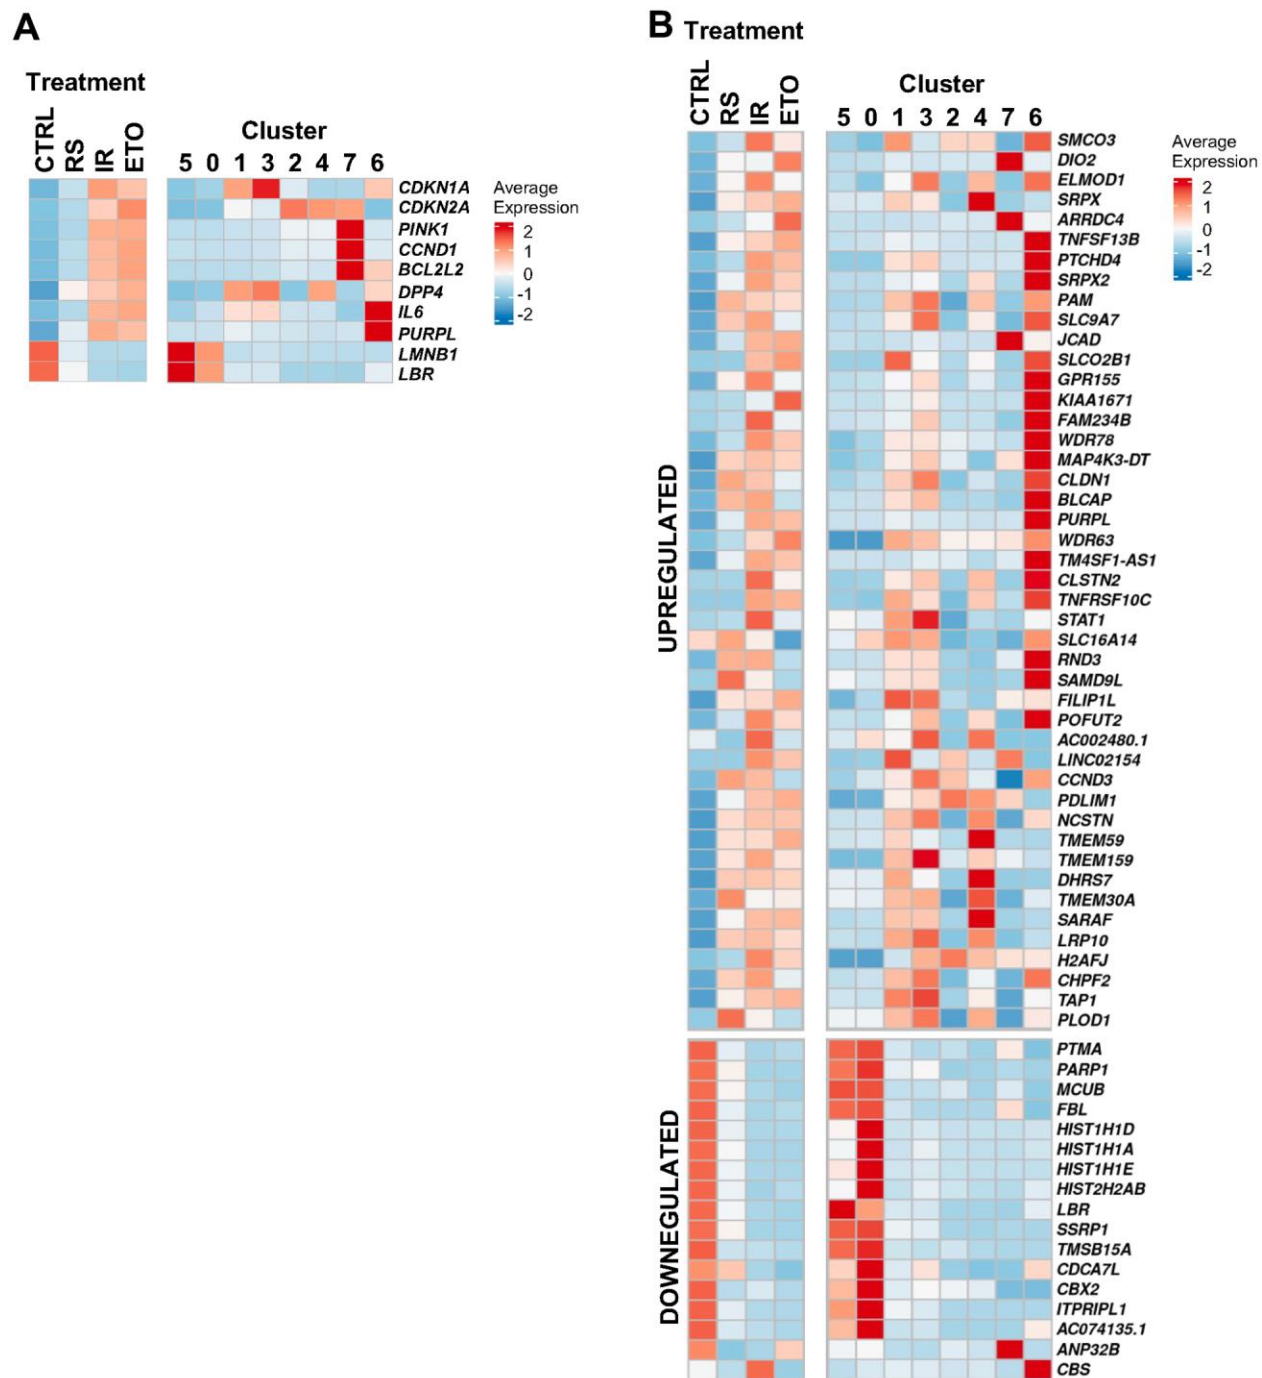 A
Treatment
CTRL
RS
IR
ETO
Cluster
5 0 1 3 2 4 7 6
CDKN1A
CDKN2A
PINK1
CCND1
BCL2L2
DPP4
IL6
PURPL
LMNB1
LBR
Average
Expression
2
1
0
-1
-2
B
Treatment
CTRL
RS
IR
ETO
Cluster
5 0 1 3 2 4 7 6
UPREGULATED
SMCO3
DIO2
ELMOD1
SRPX
ARRDC4
TNFSF13B
PTCHD4
SRPX2
PAM
SLC9A7
JCAD
SLCO2B1
GPR155
KIAA1671
FAM234B
WDR78
MAP4K3-DT
CLDN1
BLCAP
PURPL
WDR63
TM4SF1-AS1
CLSTN2
TNFRSF10C
STAT1
SLC16A14
RND3
SAMD9L
FILIP1L
POFUT2
AC002480.1
LINC02154
CCND3
PDLIM1
NCSTN
TMEM59
TMEM159
DHRS7
TMEM30A
SARAF
LRP10
H2AFJ
CHPF2
TAP1
PLOD1
DOWNEGULATED
PTMA
PARP1
MCUB
FBL
HIST1H1D
HIST1H1A
HIST1H1E
HIST2H2AB
LBR
SSRP1
TMSB15A
CDCA7L
CBX2
ITPRIPL1
AC074135.1
ANP32B
CBS
Average
Expression
2
1
0
-1
-2